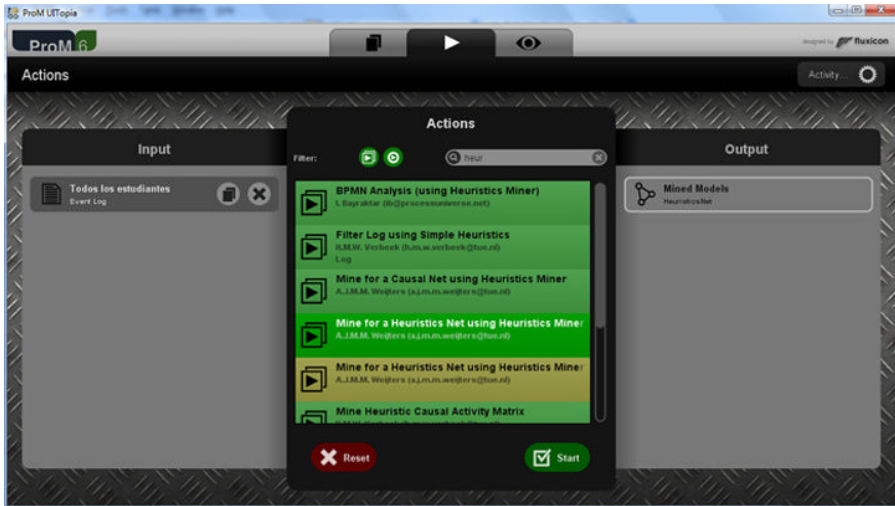 ProM UITopia
ProM 6
designed by fluxicon
Actions
Activity...
Input
Todos los estudiantes
Event Log
Actions
Filter:
heur
BPMN Analysis (using Heuristics Miner)
I. Bayraktar (ib@processuniverse.net)
Filter Log using Simple Heuristics
H.M.W. Verbeek (h.m.w.verbeek@tue.nl)
Log
Mine for a Causal Net using Heuristics Miner
A.J.M.M. Weijters (a.j.m.m.weijters@tue.nl)
Mine for a Heuristics Net using Heuristics Miner
A.J.M.M. Weijters (a.j.m.m.weijters@tue.nl)
Mine for a Heuristics Net using Heuristics Miner
A.J.M.M. Weijters (a.j.m.m.weijters@tue.nl)
Mine Heuristic Causal Activity Matrix
Reset
Start
Output
Mined Models
HeuristicsNet